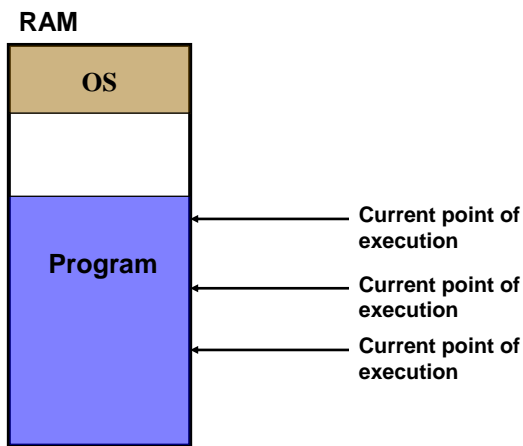 RAM
OS
Program
Current point of
execution
Current point of
execution
Current point of
execution